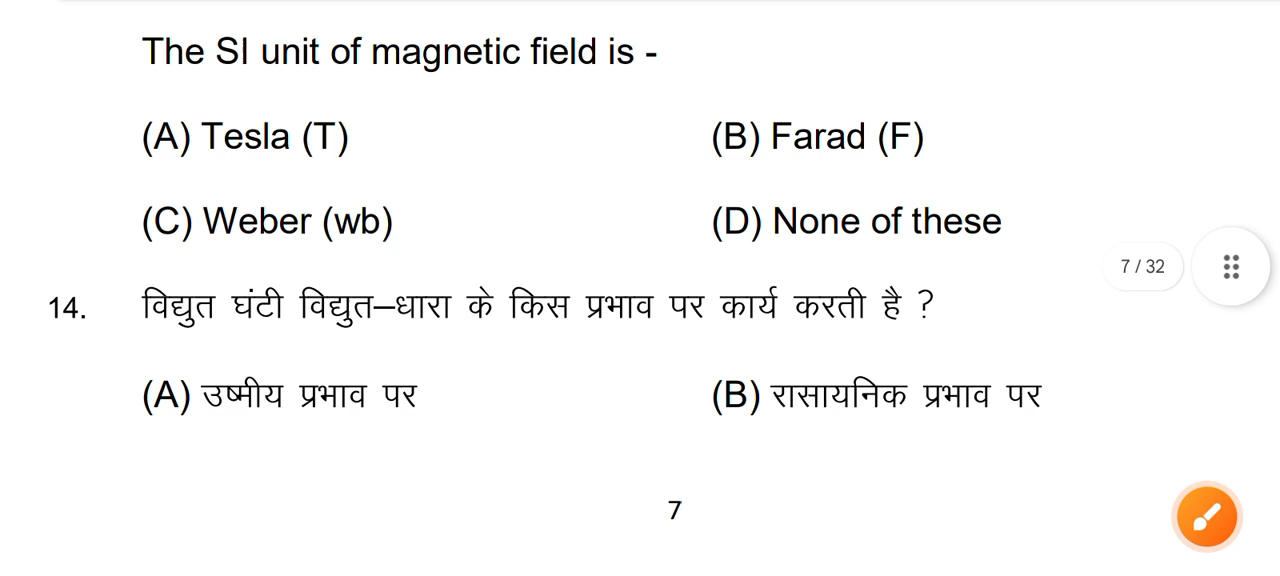 The SI unit of magnetic field is -
(A) Tesla (T) (B) Farad (F)
(C) Weber (wb) (D) None of these
7 / 32
14. विद्युत घंटी विद्युत–धारा के किस प्रभाव पर कार्य करती है ?
(A) उष्मीय प्रभाव पर (B) रासायनिक प्रभाव पर
7